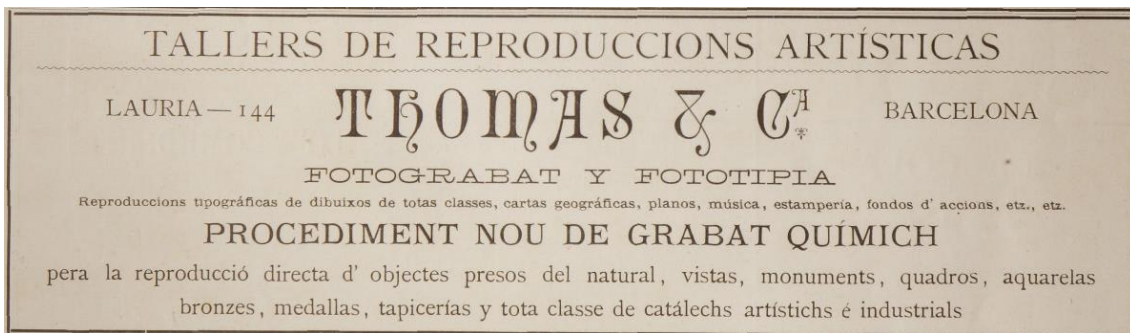 TALLERS DE REPRODUCCIONS ARTÍSTICAS
LAURIA — 144 THOMAS & Cᴬ BARCELONA
FOTOGRABAT Y FOTOTIPIA
Reproduccions tipográficas de dibuixos de totas classes, cartas geográficas, planos, música, estampería, fondos d' accions, etz., etz.
PROCEDIMENT NOU DE GRABAT QUÍMICH
pera la reproducció directa d' objectes presos del natural, vistas, monuments, quadros, aquarelas
bronzes, medallas, tapicerías y tota classe de catálechs artístichs é industrials